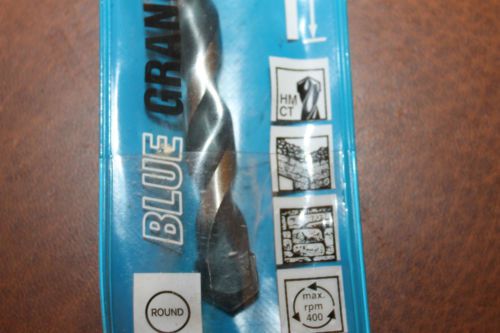 BLUE GRAN
HM
CT
ROUND
max.
rpm
400